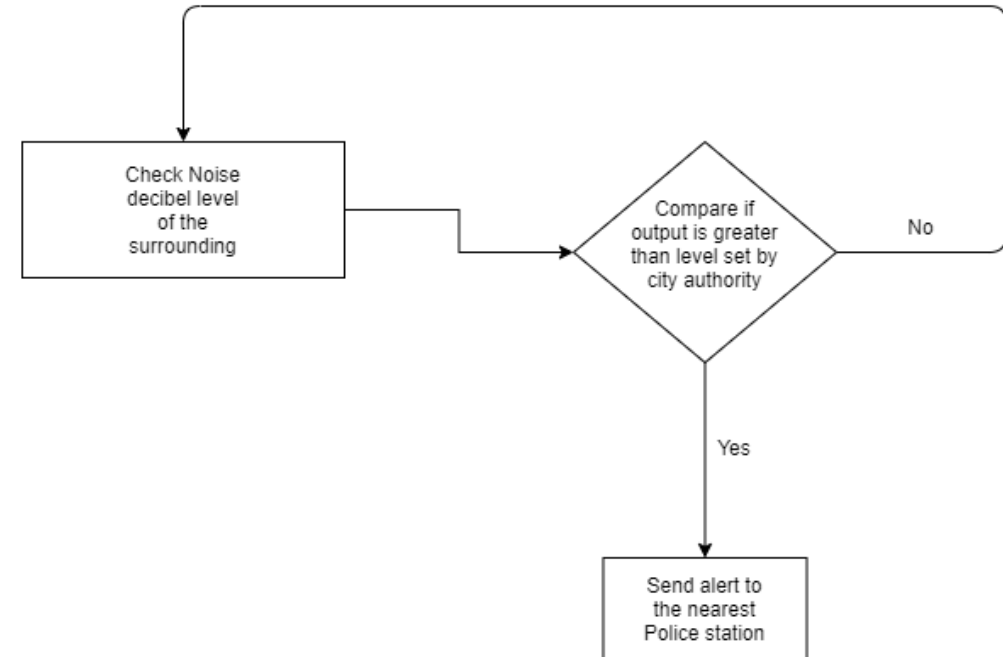 Check Noise
decibel level
of the
surrounding
Compare if
output is greater
than level set by
city authority
No
Yes
Send alert to
the nearest
Police station